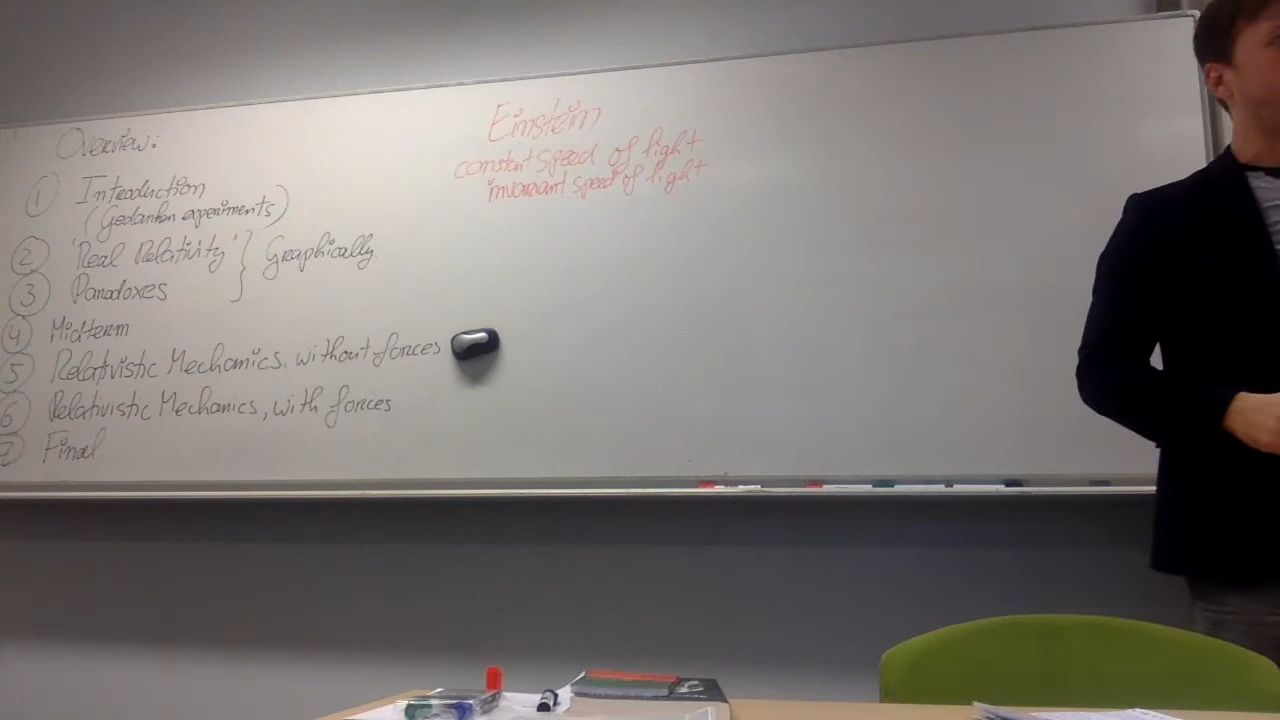 Overview:
1 Introduction
(Gedanken experiments)
2 'Real Relativity' } Graphically.
3 Paradoxes
4 Midterm
5 Relativistic Mechanics, without forces
6 Relativistic Mechanics, with forces
7 Final
Einstein
constant speed of light
invariant speed of light